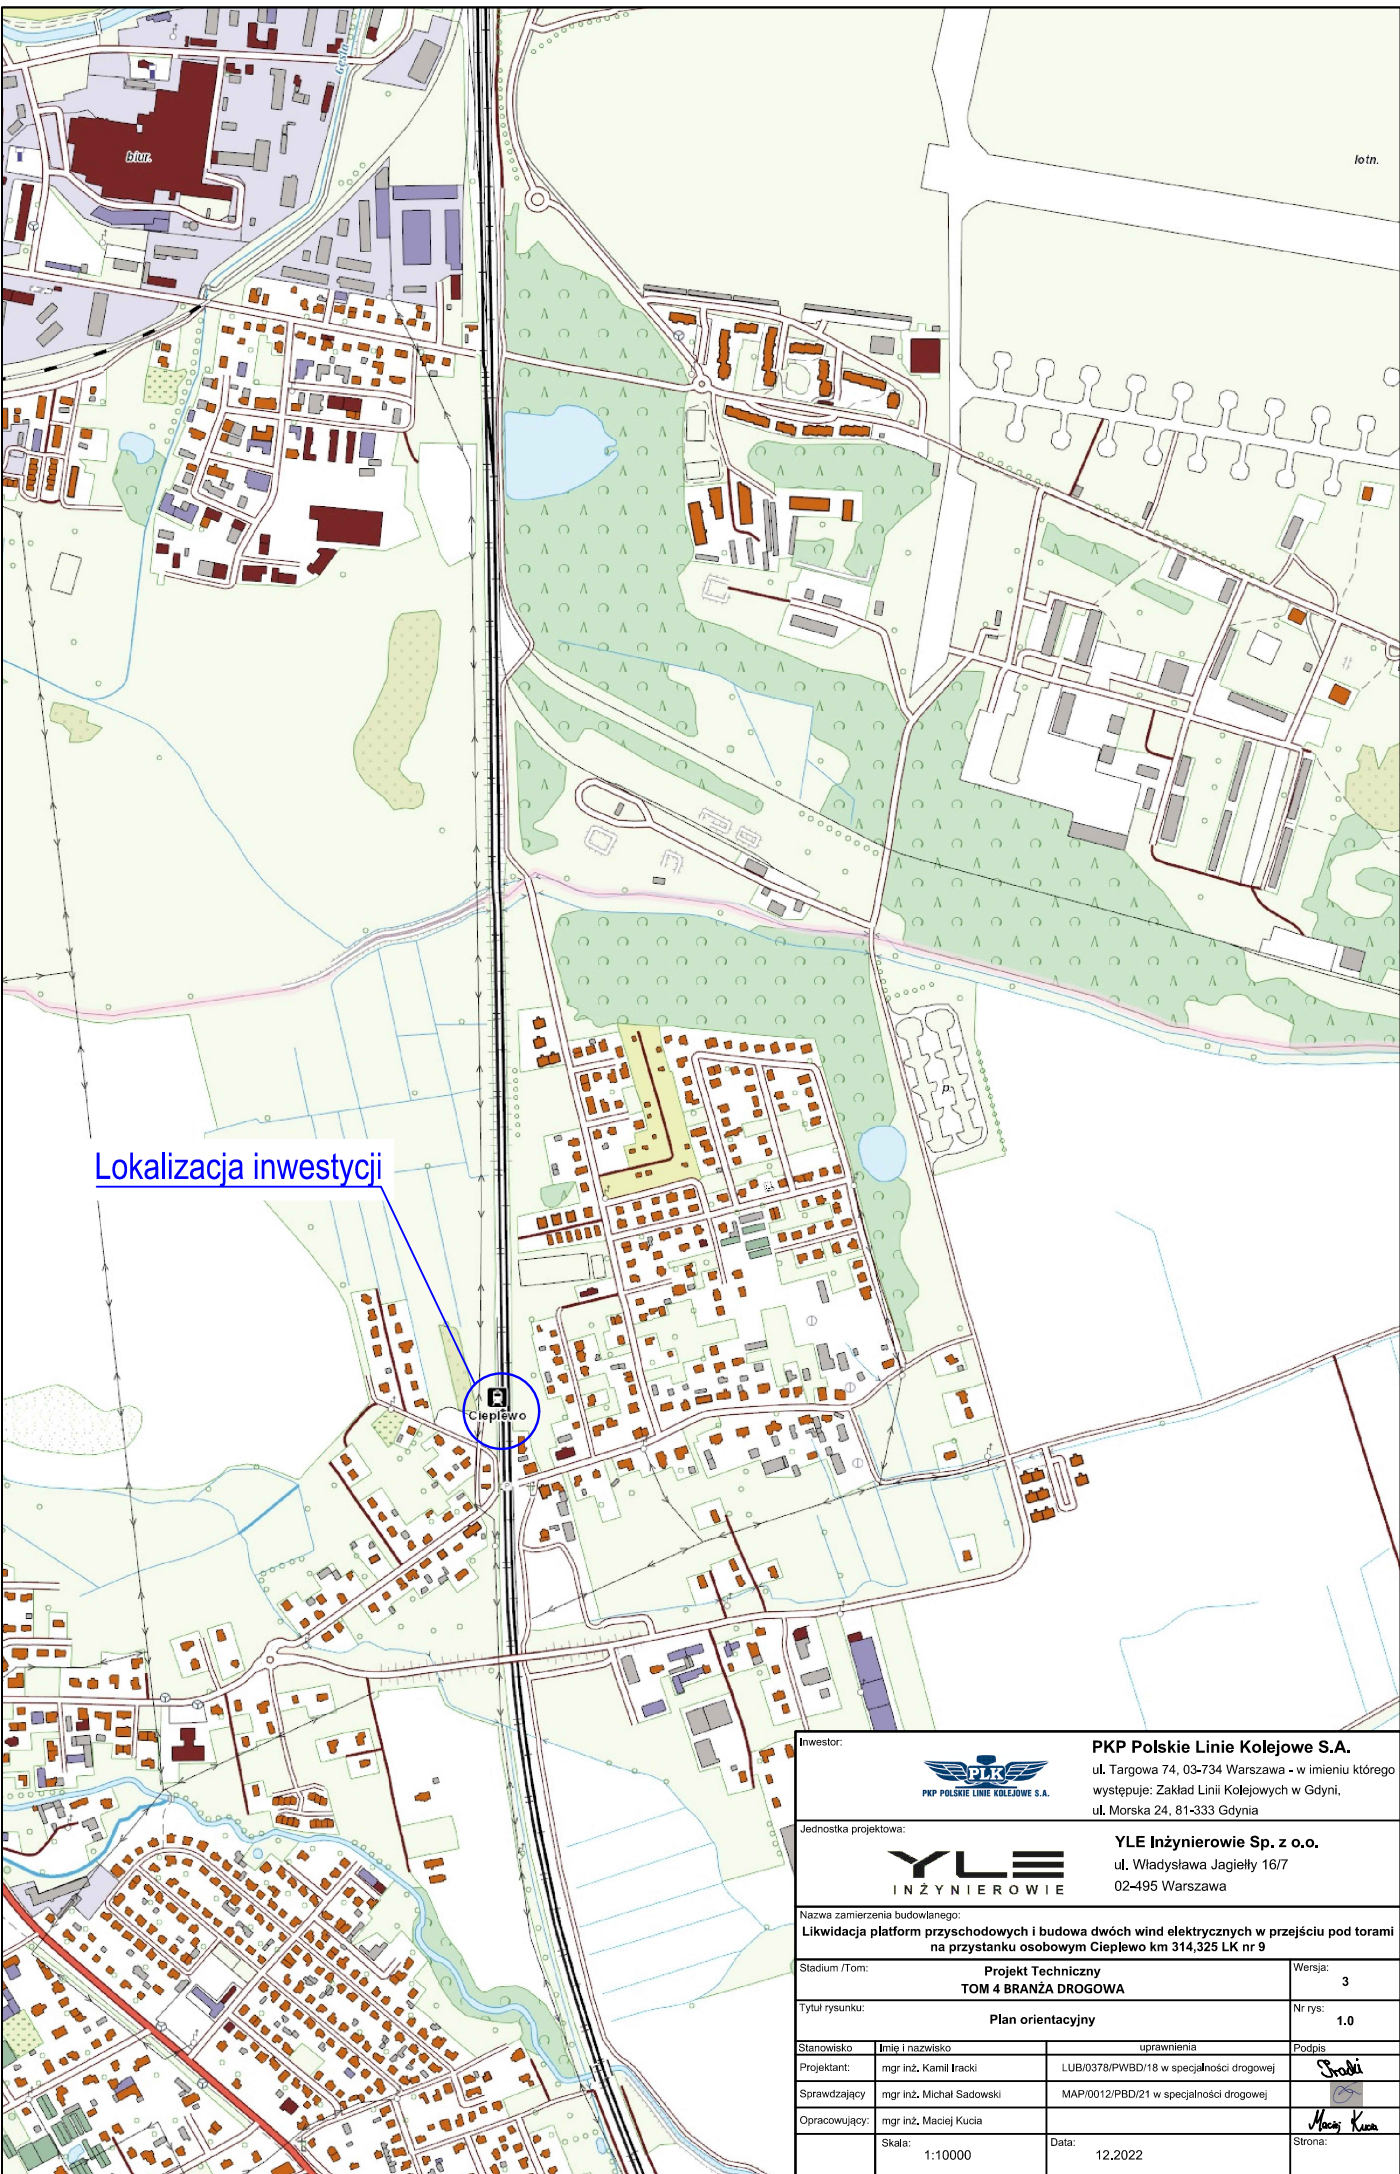 Gęsia
biur.
lotn.
p.
Lokalizacja inwestycji
Cieplewo
P
Inwestor:
PLK
PKP POLSKIE LINIE KOLEJOWE S.A.
PKP Polskie Linie Kolejowe S.A.
ul. Targowa 74, 03-734 Warszawa - w imieniu którego
występuje: Zakład Linii Kolejowych w Gdyni,
ul. Morska 24, 81-333 Gdynia
Jednostka projektowa:
YLE
INŻYNIEROWIE
YLE Inżynierowie Sp. z o.o.
ul. Władysława Jagiełły 16/7
02-495 Warszawa
Nazwa zamierzenia budowlanego:
Likwidacja platform przyschodowych i budowa dwóch wind elektrycznych w przejściu pod torami
na przystanku osobowym Cieplewo km 314,325 LK nr 9
Stadium /Tom:
Projekt Techniczny
TOM 4 BRANŻA DROGOWA
Wersja:
3
Tytuł rysunku:
Plan orientacyjny
Nr rys:
1.0
Stanowisko Imię i nazwisko uprawnienia Podpis
Projektant: mgr inż. Kamil Iracki LUB/0378/PWBD/18 w specjalności drogowej Iracki
Sprawdzający mgr inż. Michał Sadowski MAP/0012/PBD/21 w specjalności drogowej
Opracowujący: mgr inż. Maciej Kucia Maciej Kucia
Skala:
1:10000
Data:
12.2022
Strona: